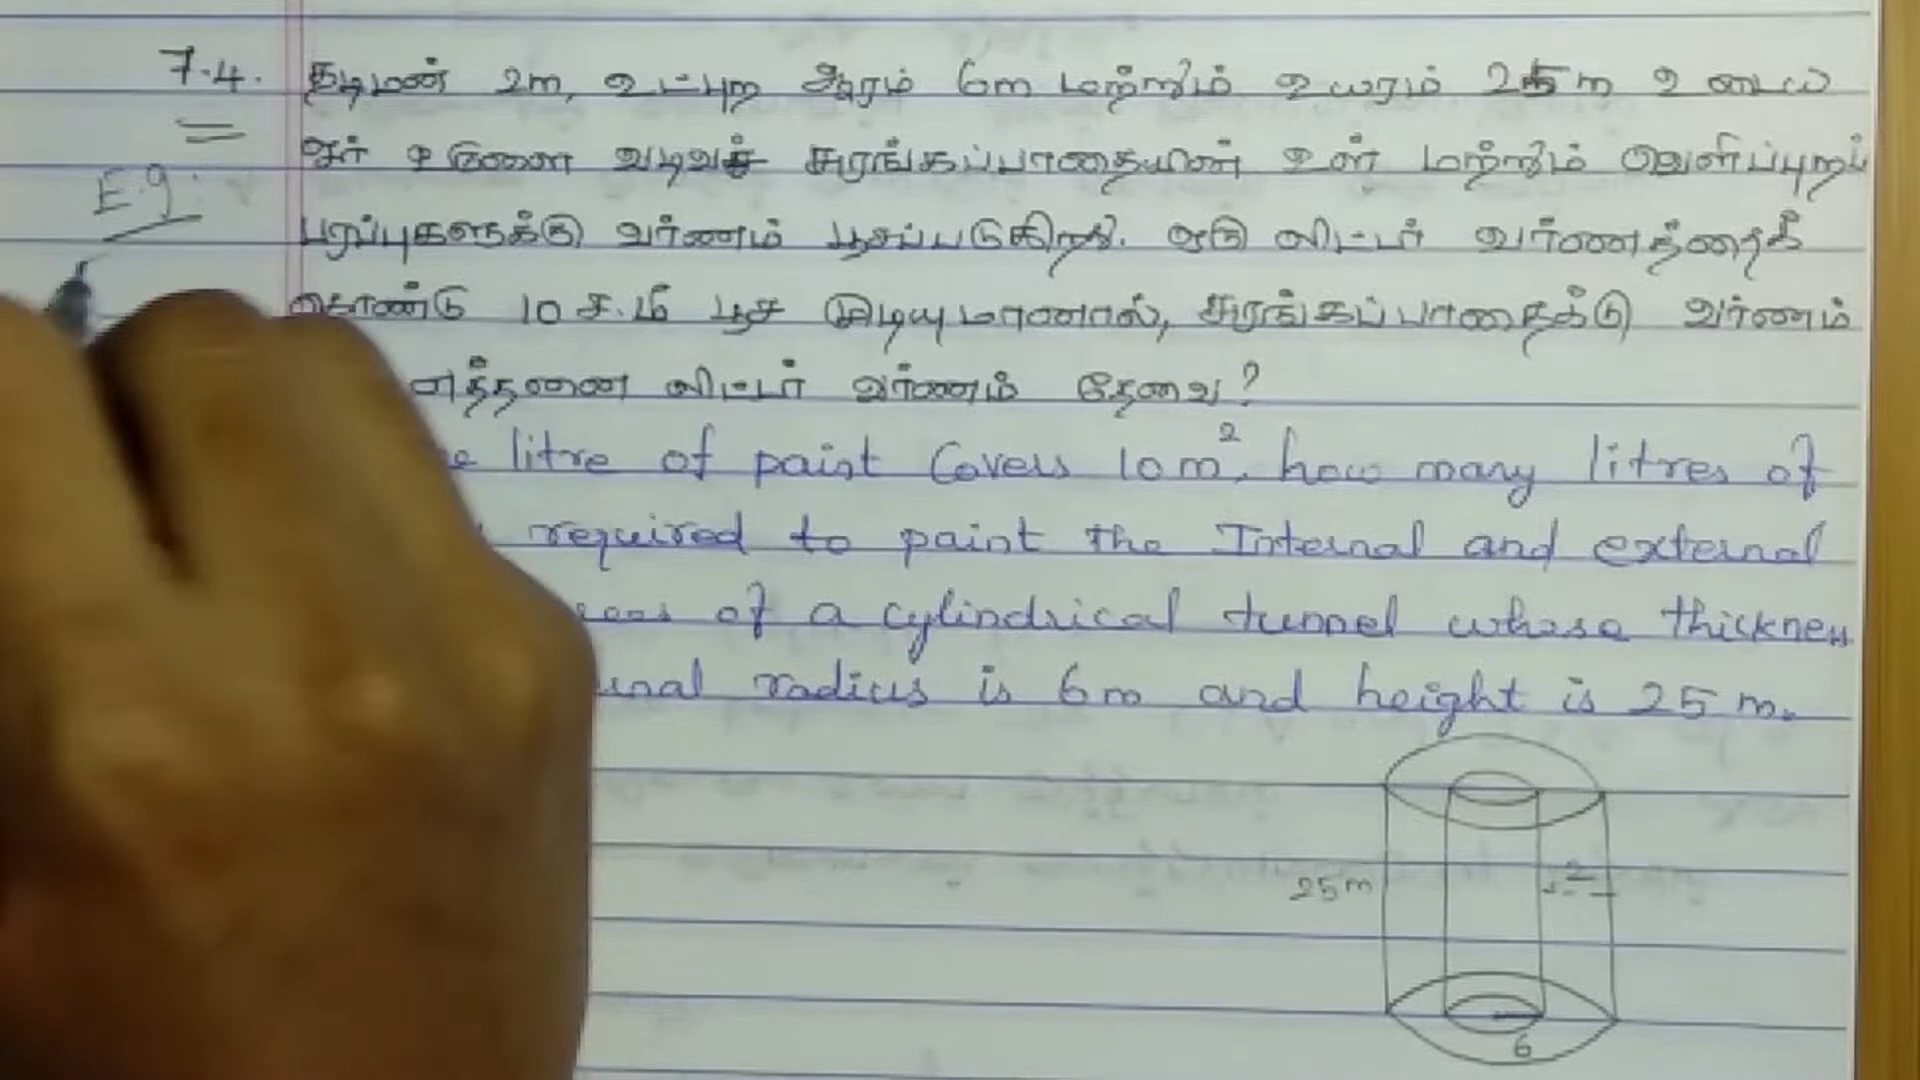 7.4. தடிமன் 2m, உட்புற ஆரம் 6m மற்றும் உயரம் 25m உடைய
E.g. ஓர் உருளை வடிவச் சுரங்கப்பாதையின் உள் மற்றும் வெளிப்புறப்
பரப்புகளுக்கு வர்ணம் பூசப்படுகிறது. ஒரு லிட்டர் வர்ணத்தைக்
கொண்டு 10 ச.மீ பூச முடியுமானால், சுரங்கப்பாதைக்கு வர்ணம்
எத்தனை லிட்டர் வர்ணம் தேவை?
litre of paint Covers 10m², how many litres of
required to paint the Internal and external
of a cylindrical tunnel whose thickness
radius is 6m and height is 25 m.
25m 2
6